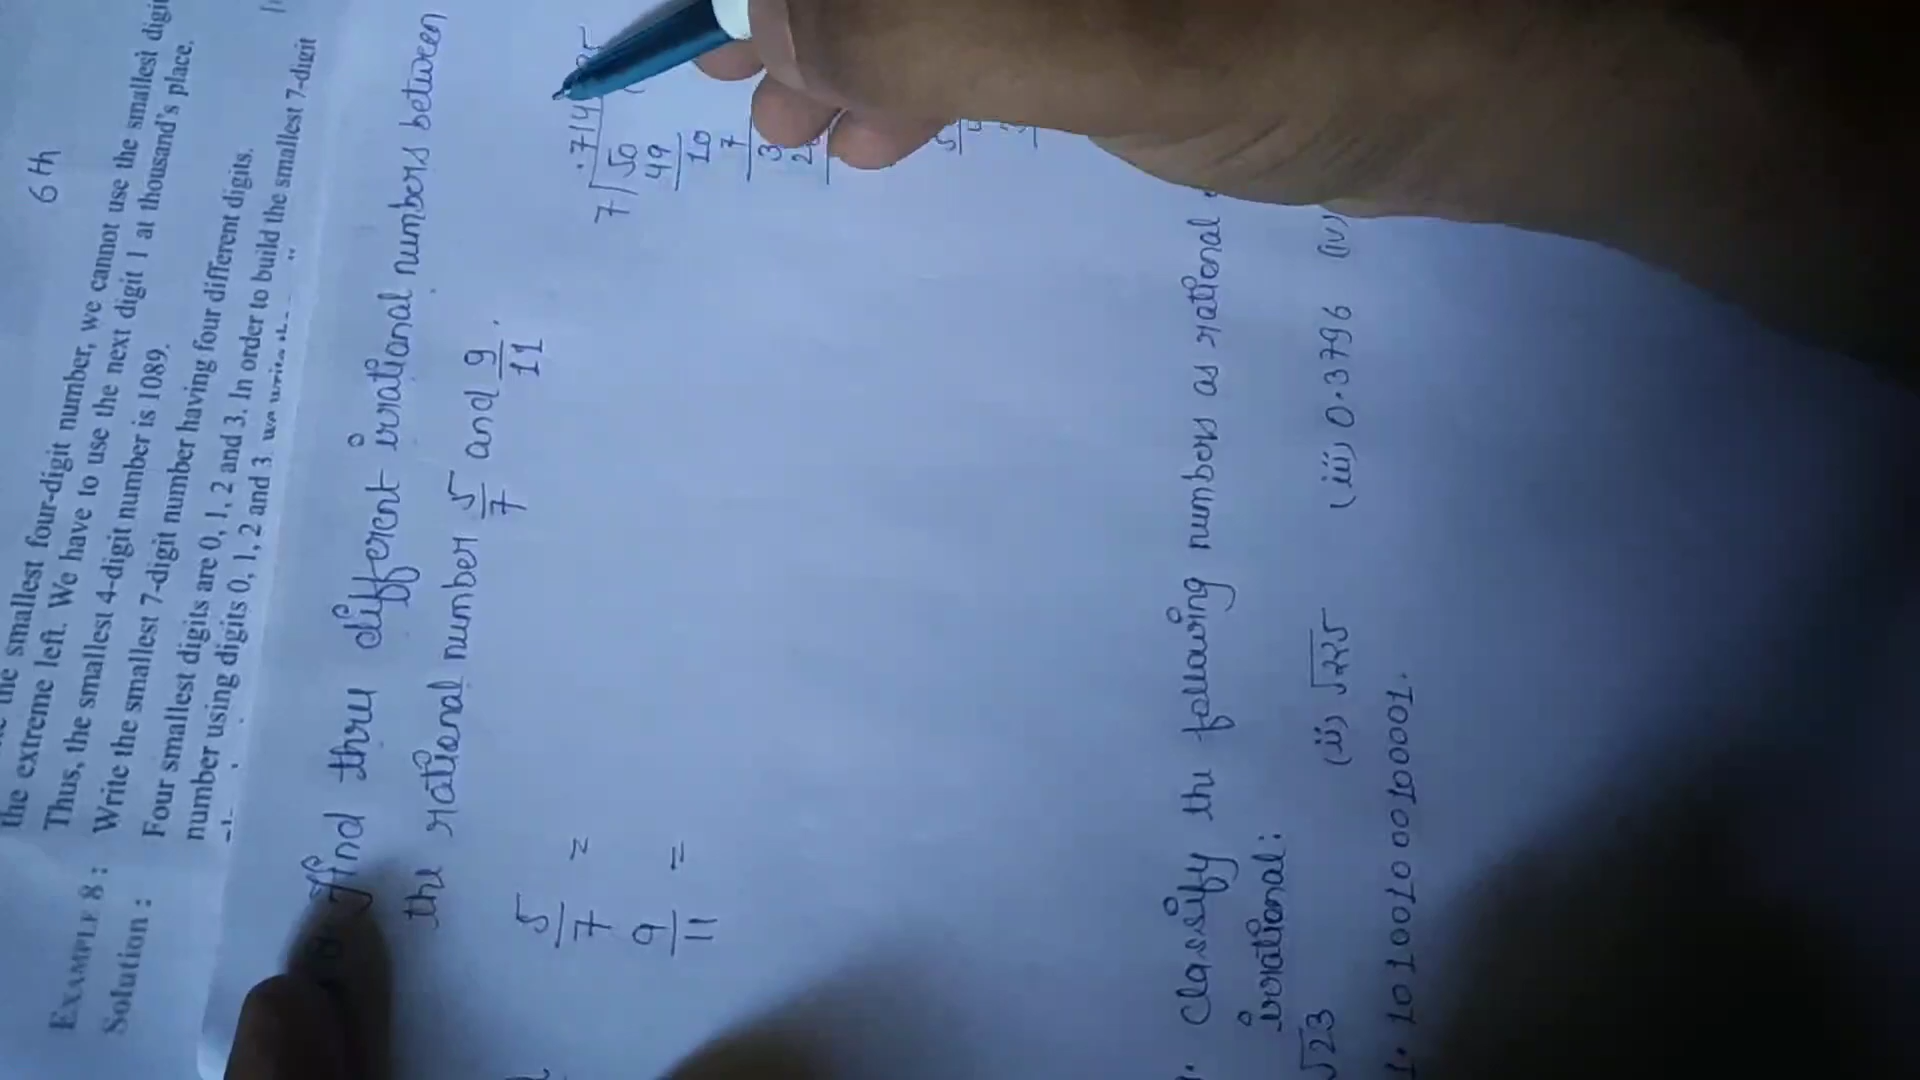 the smallest four-digit number, we cannot use the smallest
the extreme left. We have to use the next digit 1 at thousand's place.
Thus, the smallest 4-digit number is 1089.
EXAMPLE 8 : Write the smallest 7-digit number having four different digits.
Solution : Four smallest digits are 0, 1, 2 and 3. In order to build the smallest 7-digit
number using digits 0, 1, 2 and 3
6th
Find three different irrational numbers between
the rational number 5/7 and 9/11.
5/7 =
9/11 =
.714
7 50
49
10
7
classify the following numbers as rational
irrational:
√23 (ii) √225 (iii) 0.3796 (iv)
1.101001000100001.